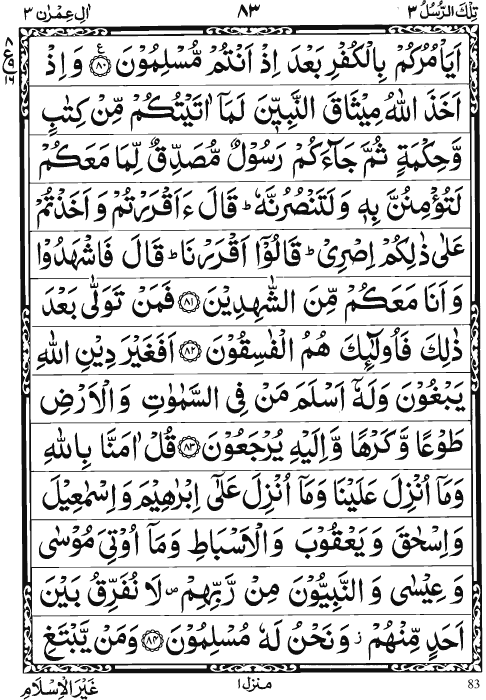 تِلْكَ الرُّسُلُ ٣
٨٣
اٰلِ عِمْرٰن ٣
٨
ع
١٦
اَيَاْمُرُكُمْ بِالْكُفْرِ بَعْدَ اِذْ اَنْتُمْ مُّسْلِمُوْنَ ﴿٨٠﴾ وَاِذْ
اَخَذَ اللّٰهُ مِيْثَاقَ النَّبِيّٖنَ لَمَاۤ اٰتَيْتُكُمْ مِّنْ كِتٰبٍ
وَّحِكْمَةٍ ثُمَّ جَآءَكُمْ رَسُوْلٌ مُّصَدِّقٌ لِّمَا مَعَكُمْ
لَتُؤْمِنُنَّ بِهٖ وَلَتَنْصُرُنَّهٗ ؕ قَالَ ءَاَقْرَرْتُمْ وَاَخَذْتُمْ
عَلٰى ذٰلِكُمْ اِصْرِىْ ؕ قَالُوْۤا اَقْرَرْنَا ؕ قَالَ فَاشْهَدُوْا
وَاَنَا مَعَكُمْ مِّنَ الشّٰهِدِيْنَ ﴿٨١﴾ فَمَنْ تَوَلّٰى بَعْدَ
ذٰلِكَ فَاُولٰٓئِكَ هُمُ الْفٰسِقُوْنَ ﴿٨٢﴾ اَفَغَيْرَ دِيْنِ اللّٰهِ
يَبْغُوْنَ وَلَهٗۤ اَسْلَمَ مَنْ فِى السَّمٰوٰتِ وَالْاَرْضِ
طَوْعًا وَّكَرْهًا وَّاِلَيْهِ يُرْجَعُوْنَ ﴿٨٣﴾ قُلْ اٰمَنَّا بِاللّٰهِ
وَمَاۤ اُنْزِلَ عَلَيْنَا وَمَاۤ اُنْزِلَ عَلٰٓى اِبْرٰهِيْمَ وَاِسْمٰعِيْلَ
وَاِسْحٰقَ وَيَعْقُوْبَ وَالْاَسْبَاطِ وَمَاۤ اُوْتِىَ مُوْسٰى
وَعِيْسٰى وَالنَّبِيُّوْنَ مِنْ رَّبِّهِمْ ص لَا نُفَرِّقُ بَيْنَ
اَحَدٍ مِّنْهُمْ ز وَنَحْنُ لَهٗ مُسْلِمُوْنَ ﴿٨٤﴾ وَمَنْ يَّبْتَغِ
غَيْرَ الْاِسْلَامِ
منزل ١
83